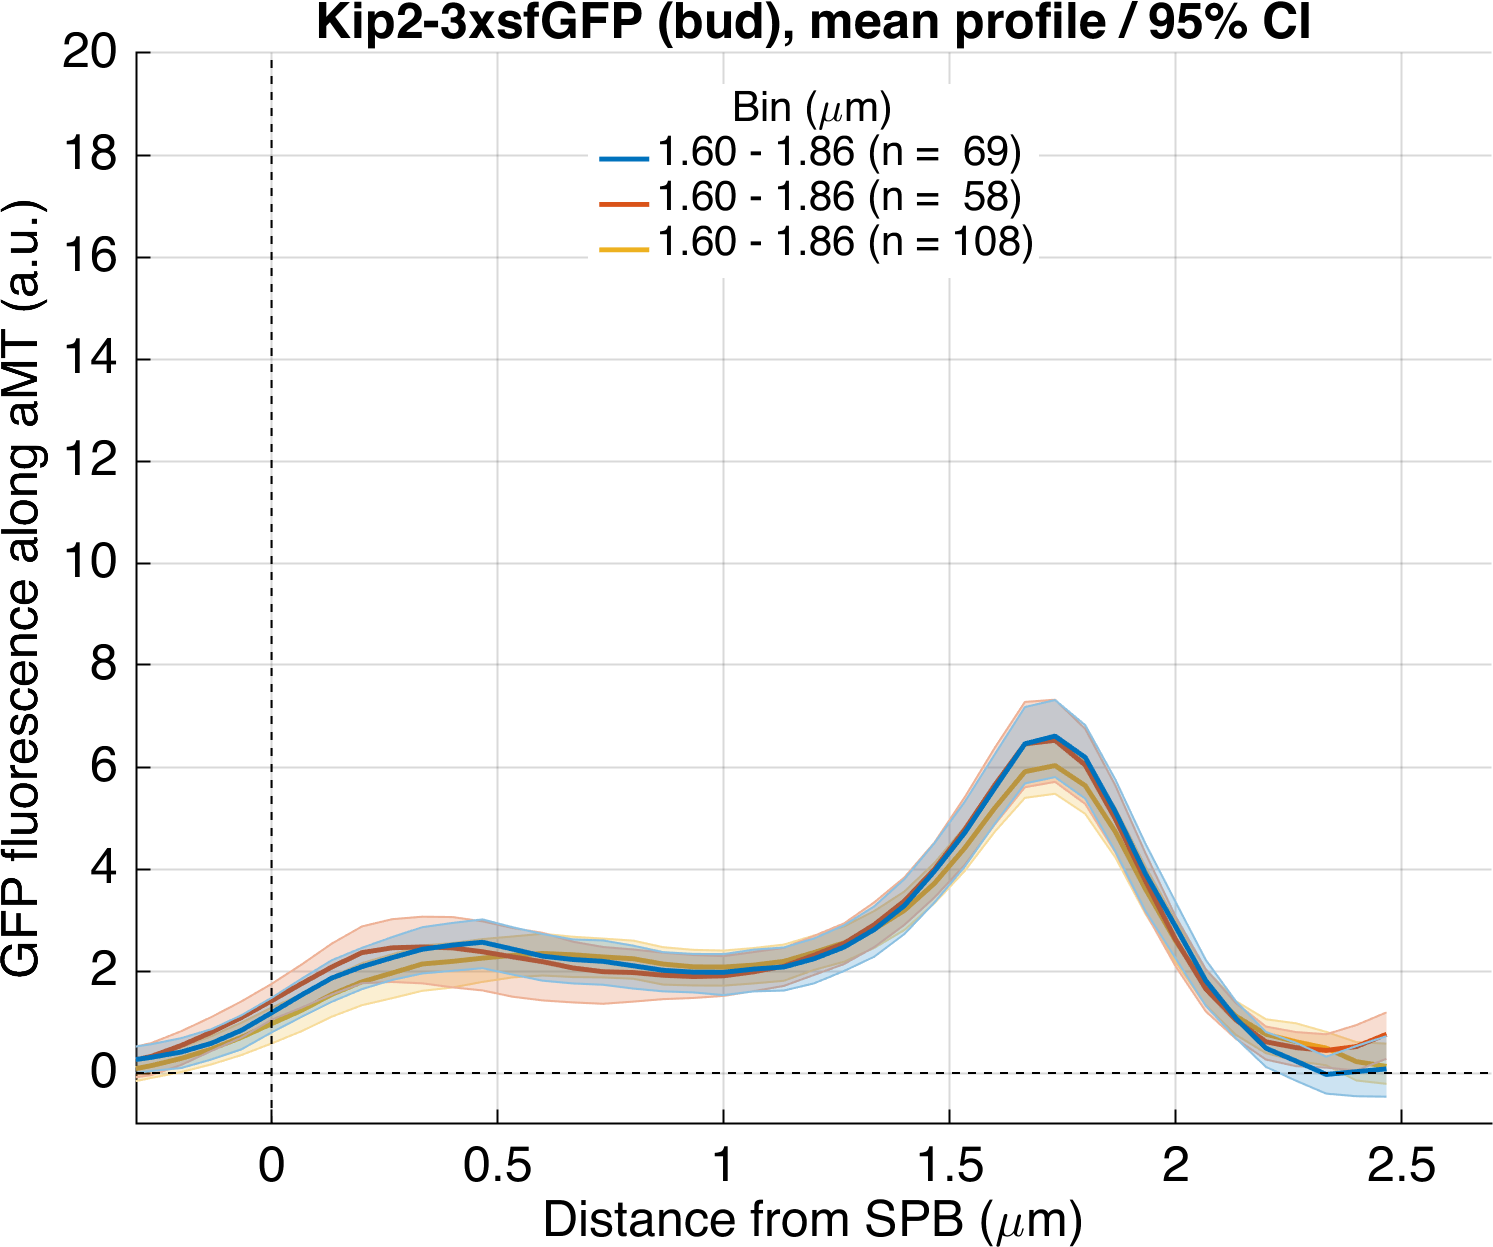 Kip2-3xsfGFP (bud), mean profile / 95% CI
Bin (μm)
1.60 - 1.86 (n = 69)
1.60 - 1.86 (n = 58)
1.60 - 1.86 (n = 108)
GFP fluorescence along aMT (a.u.)
20
18
16
14
12
10
8
6
4
2
0
0 0.5 1 1.5 2 2.5
Distance from SPB (μm)